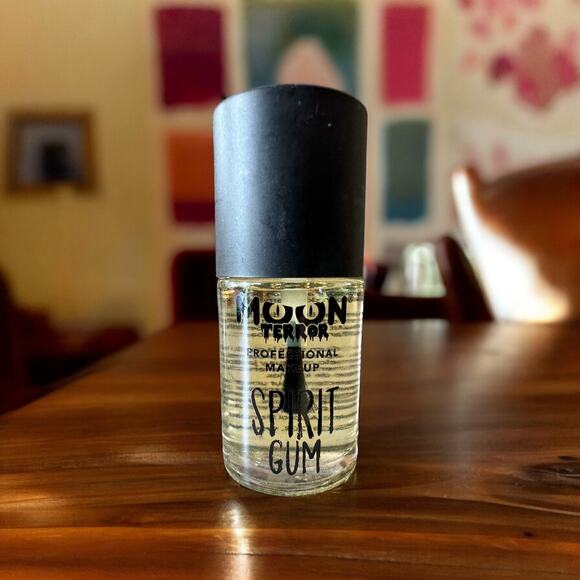 MOON®
TERROR
PROFESSIONAL
MAKEUP
SPIRIT
GUM